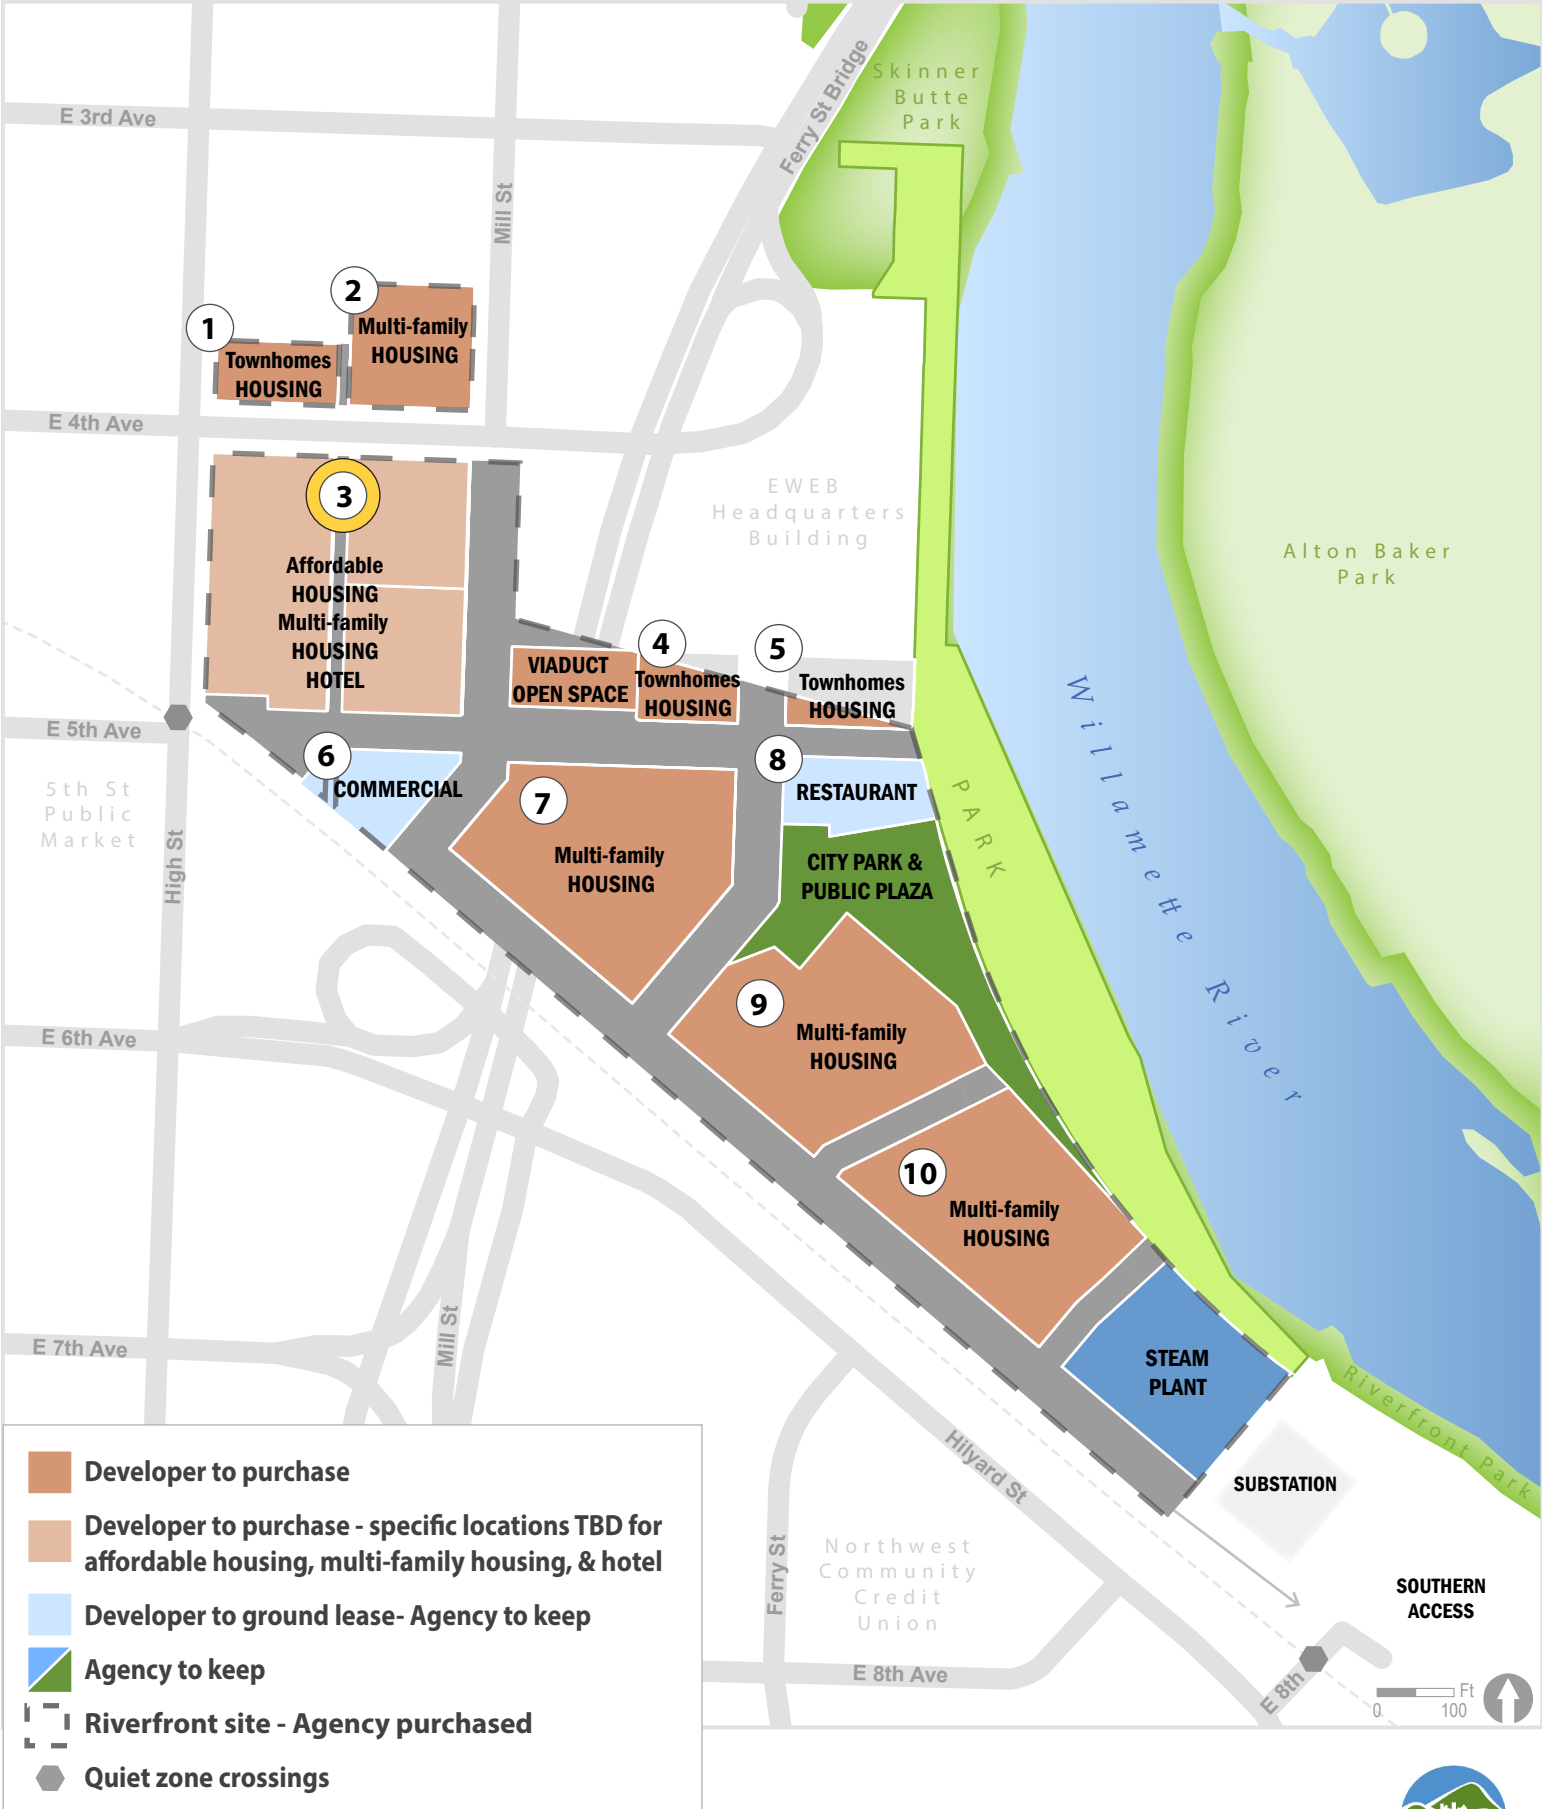 Skinner
Butte
Park
Ferry St Bridge
E 3rd Ave
Mill St
2
Multi-family
HOUSING
1
Townhomes
HOUSING
E 4th Ave
3
Affordable
HOUSING
Multi-family
HOUSING
HOTEL
EWEB
Headquarters
Building
Alton Baker
Park
4
5
VIADUCT
OPEN SPACE
Townhomes
HOUSING
Townhomes
HOUSING
Willamette River
E 5th Ave
6
COMMERCIAL
7
Multi-family
HOUSING
8
RESTAURANT
PARK
5th St
Public
Market
High St
CITY PARK &
PUBLIC PLAZA
9
Multi-family
HOUSING
E 6th Ave
10
Multi-family
HOUSING
E 7th Ave
Mill St
STEAM
PLANT
Riverfront Park
SUBSTATION
Hilyard St
Ferry St
Northwest
Community
Credit
Union
SOUTHERN
ACCESS
E 8th Ave
E 8th
Ft
0 100
Developer to purchase
Developer to purchase - specific locations TBD for
affordable housing, multi-family housing, & hotel
Developer to ground lease- Agency to keep
Agency to keep
Riverfront site - Agency purchased
Quiet zone crossings